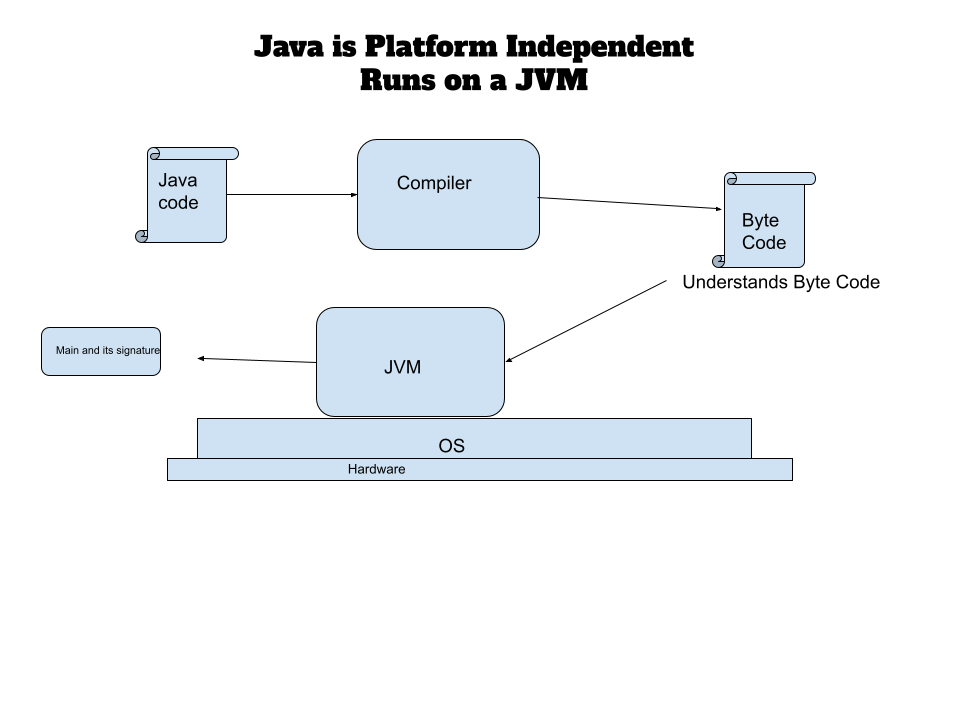 Java is Platform Independent
Runs on a JVM
Java
code
Compiler
Byte
Code
Understands Byte Code
Main and its signature
JVM
OS
Hardware